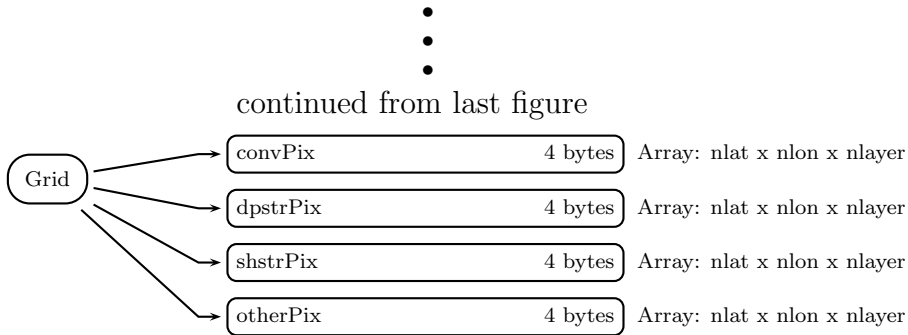 continued from last figure
convPix 4 bytes Array: nlat x nlon x nlayer
Grid
dpstrPix 4 bytes Array: nlat x nlon x nlayer
shstrPix 4 bytes Array: nlat x nlon x nlayer
otherPix 4 bytes Array: nlat x nlon x nlayer